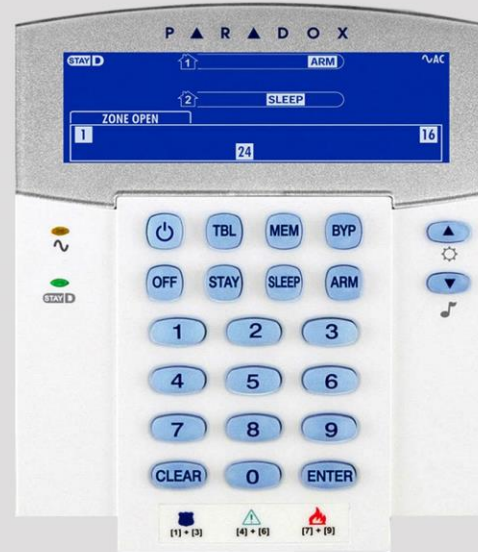 PARADOX
STAY D 1 ARM AC
2 SLEEP
ZONE OPEN
1 16
24
TBL MEM BYP
OFF STAY SLEEP ARM
1 2 3
STAY D
4 5 6
7 8 9
CLEAR 0 ENTER
[1] + [3] [4] + [6] [7] + [9]